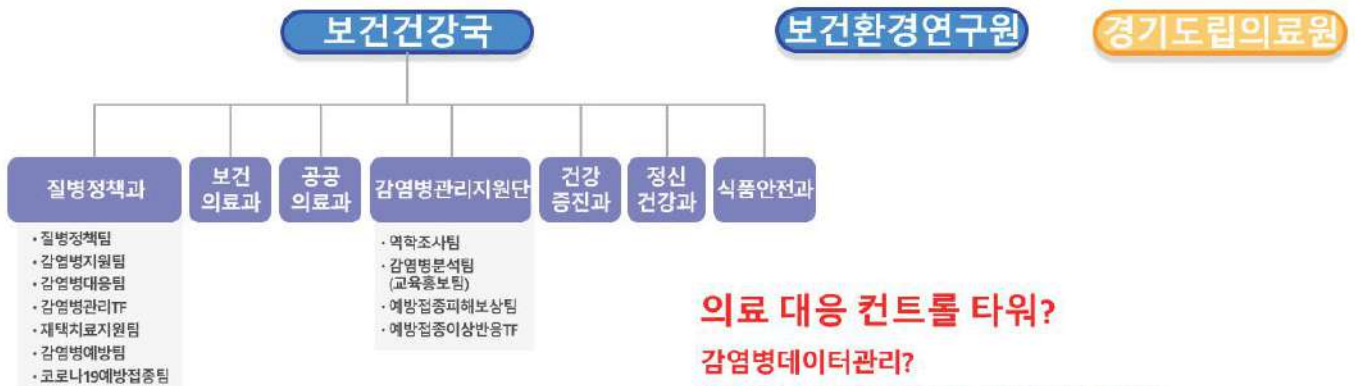 보건건강국
보건환경연구원
경기도립의료원
질병정책과
보건
의료과
공공
의료과
감염병관리지원단
건강
증진과
정신
건강과
식품안전과
· 질병정책팀
· 감염병지원팀
· 감염병대응팀
· 감염병관리TF
· 재택치료지원팀
· 감염병예방팀
· 코로나19예방접종팀
· 역학조사팀
· 감염병분석팀
(교육홍보팀)
· 예방접종피해보상팀
· 예방접종이상반응TF
의료 대응 컨트롤 타워?
감염병데이터관리?